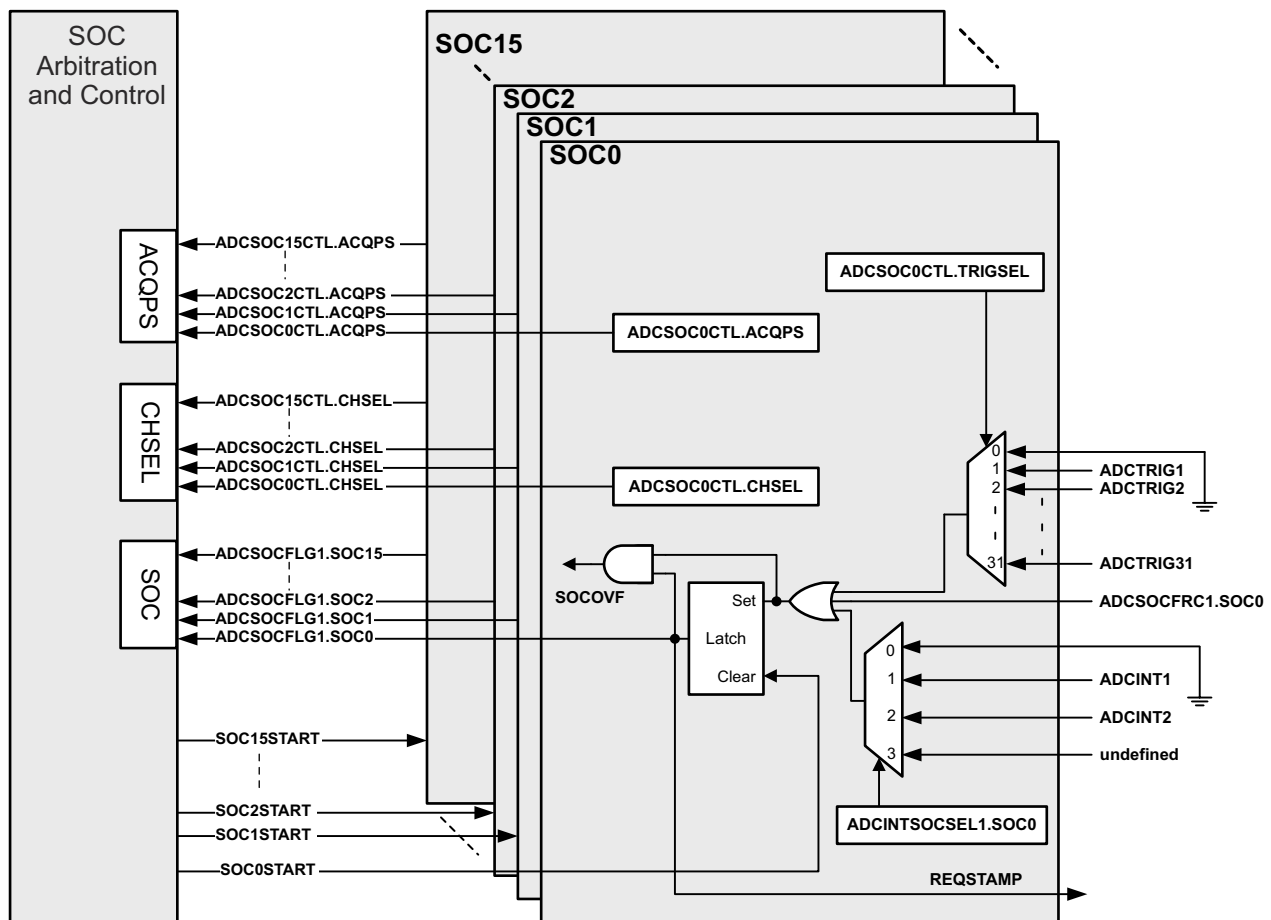 SOC
Arbitration
and Control
SOC15
SOC2
SOC1
SOC0
ACQPS
ADCSOC15CTL.ACQPS
ADCSOC2CTL.ACQPS
ADCSOC1CTL.ACQPS
ADCSOC0CTL.ACQPS
ADCSOC0CTL.ACQPS
ADCSOC0CTL.TRIGSEL
CHSEL
ADCSOC15CTL.CHSEL
ADCSOC2CTL.CHSEL
ADCSOC1CTL.CHSEL
ADCSOC0CTL.CHSEL
ADCSOC0CTL.CHSEL
0
1
2
31
ADCTRIG1
ADCTRIG2
ADCTRIG31
SOC
ADCSOCFLG1.SOC15
ADCSOCFLG1.SOC2
ADCSOCFLG1.SOC1
ADCSOCFLG1.SOC0
SOCOVF
Set
Latch
Clear
ADCSOCFRC1.SOC0
0
1
2
3
ADCINT1
ADCINT2
undefined
ADCINTSOCSEL1.SOC0
SOC15START
SOC2START
SOC1START
SOC0START
REQSTAMP